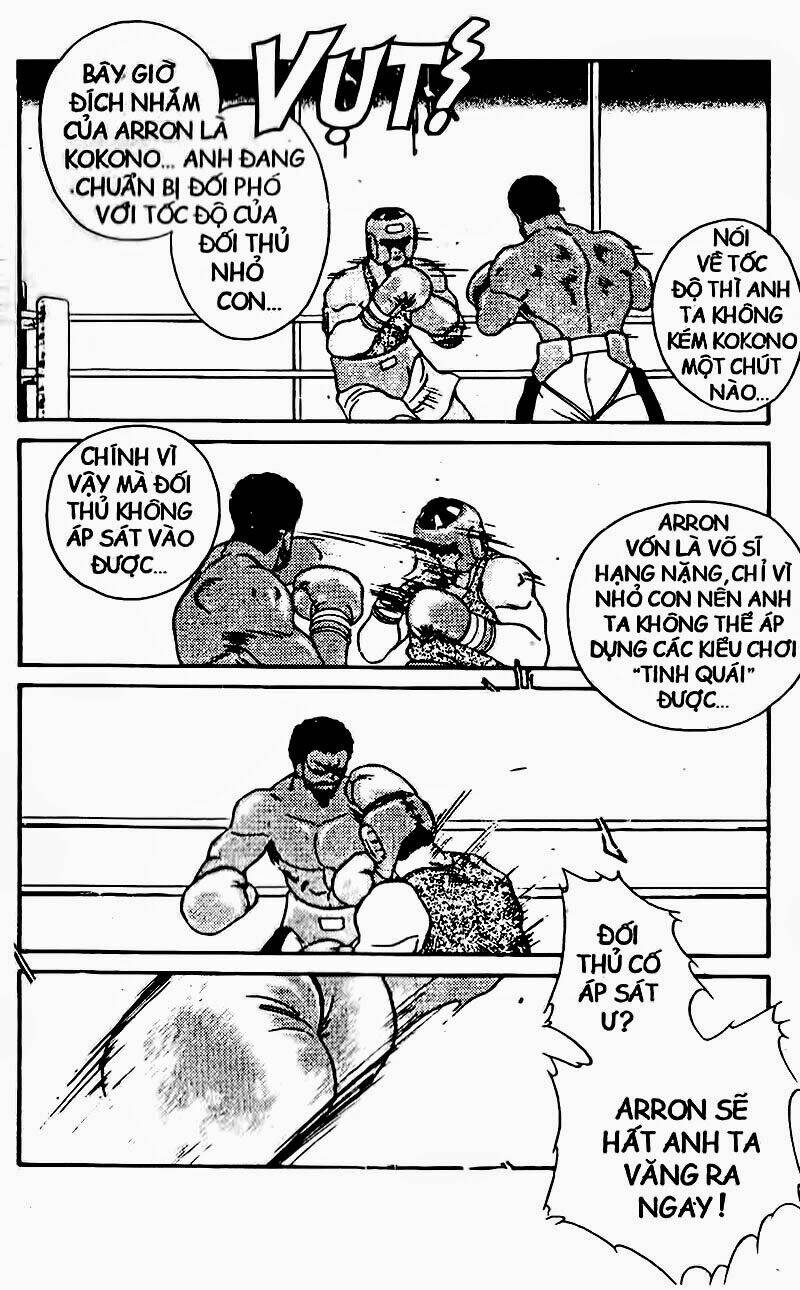 VỤT!
BÂY GIỜ
ĐÍCH NHẮM
CỦA ARRON LÀ
KOKONO... ANH ĐANG
CHUẨN BỊ ĐỐI PHÓ
VỚI TỐC ĐỘ CỦA
ĐỐI THỦ
NHỎ
CON...
NÓI
VỀ TỐC
ĐỘ THÌ ANH
TA KHÔNG
KÉM KOKONO
MỘT CHÚT
NÀO...
CHÍNH VÌ
VẬY MÀ ĐỐI
THỦ KHÔNG
ÁP SÁT VÀO
ĐƯỢC...
ARRON
VỐN LÀ VÕ SĨ
HẠNG NẶNG, CHỈ VÌ
NHỎ CON NÊN ANH
TA KHÔNG THỂ ÁP
DỤNG CÁC KIỂU CHƠI
"TINH QUÁI"
ĐƯỢC...
ĐỐI
THỦ CỐ
ÁP SÁT
Ư?
ARRON SẼ
HẤT ANH TA
VĂNG RA
NGAY!